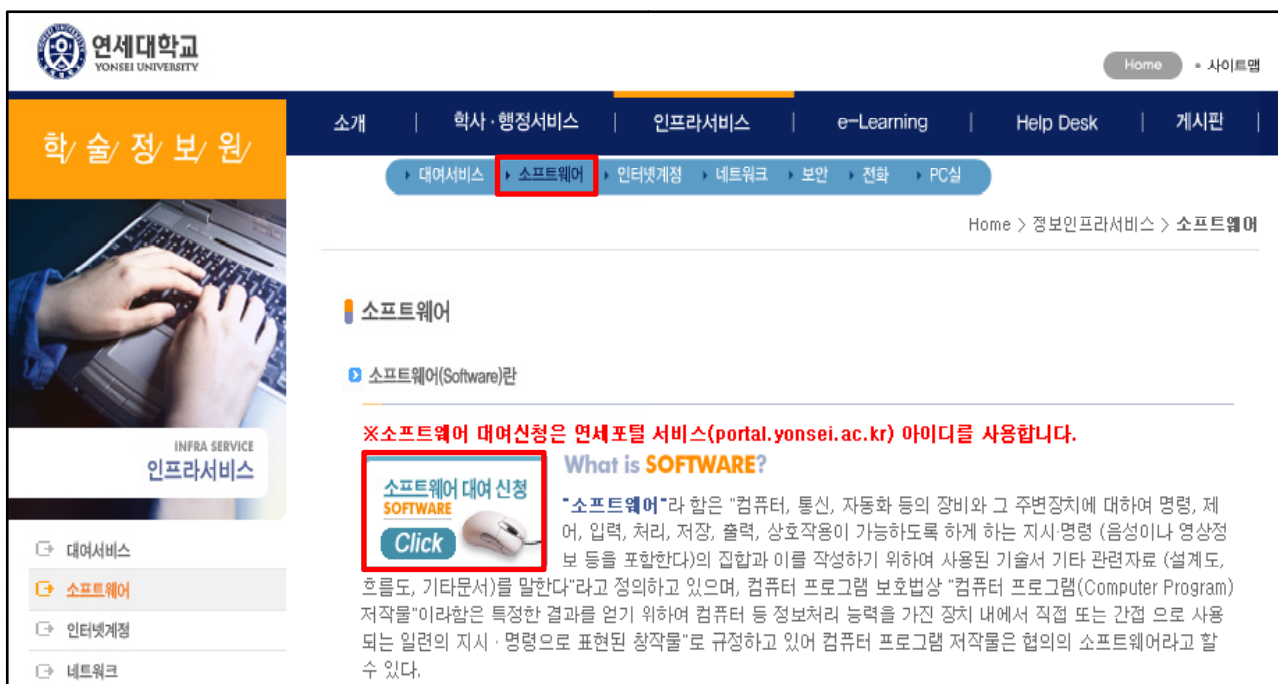 연세대학교
YONSEI UNIVERSITY
Home 사이트맵
학/ 술/ 정/ 보/ 원/
소개 | 학사·행정서비스 | 인프라서비스 | e-Learning | Help Desk | 게시판 |
대여서비스 소프트웨어 인터넷계정 네트워크 보안 전화 PC실
Home > 정보인프라서비스 > 소프트웨어
소프트웨어
소프트웨어(Software)란
※소프트웨어 대여신청은 연세포털 서비스(portal.yonsei.ac.kr) 아이디를 사용합니다.
소프트웨어 대여 신청
SOFTWARE
Click
What is SOFTWARE?
"소프트웨어"라 함은 "컴퓨터, 통신, 자동화 등의 장비와 그 주변장치에 대하여 명령, 제
어, 입력, 처리, 저장, 출력, 상호작용이 가능하도록 하게 하는 지시·명령 (음성이나 영상정
보 등을 포함한다)의 집합과 이를 작성하기 위하여 사용된 기술서 기타 관련자료 (설계도,
흐름도, 기타문서)를 말한다"라고 정의하고 있으며, 컴퓨터 프로그램 보호법상 "컴퓨터 프로그램(Computer Program)
저작물"이라함은 특정한 결과를 얻기 위하여 컴퓨터 등 정보처리 능력을 가진 장치 내에서 직접 또는 간접 으로 사용
되는 일련의 지시 · 명령으로 표현된 창작물"로 규정하고 있어 컴퓨터 프로그램 저작물은 협의의 소프트웨어라고 할
수 있다.
INFRA SERVICE
인프라서비스
대여서비스
소프트웨어
인터넷계정
네트워크